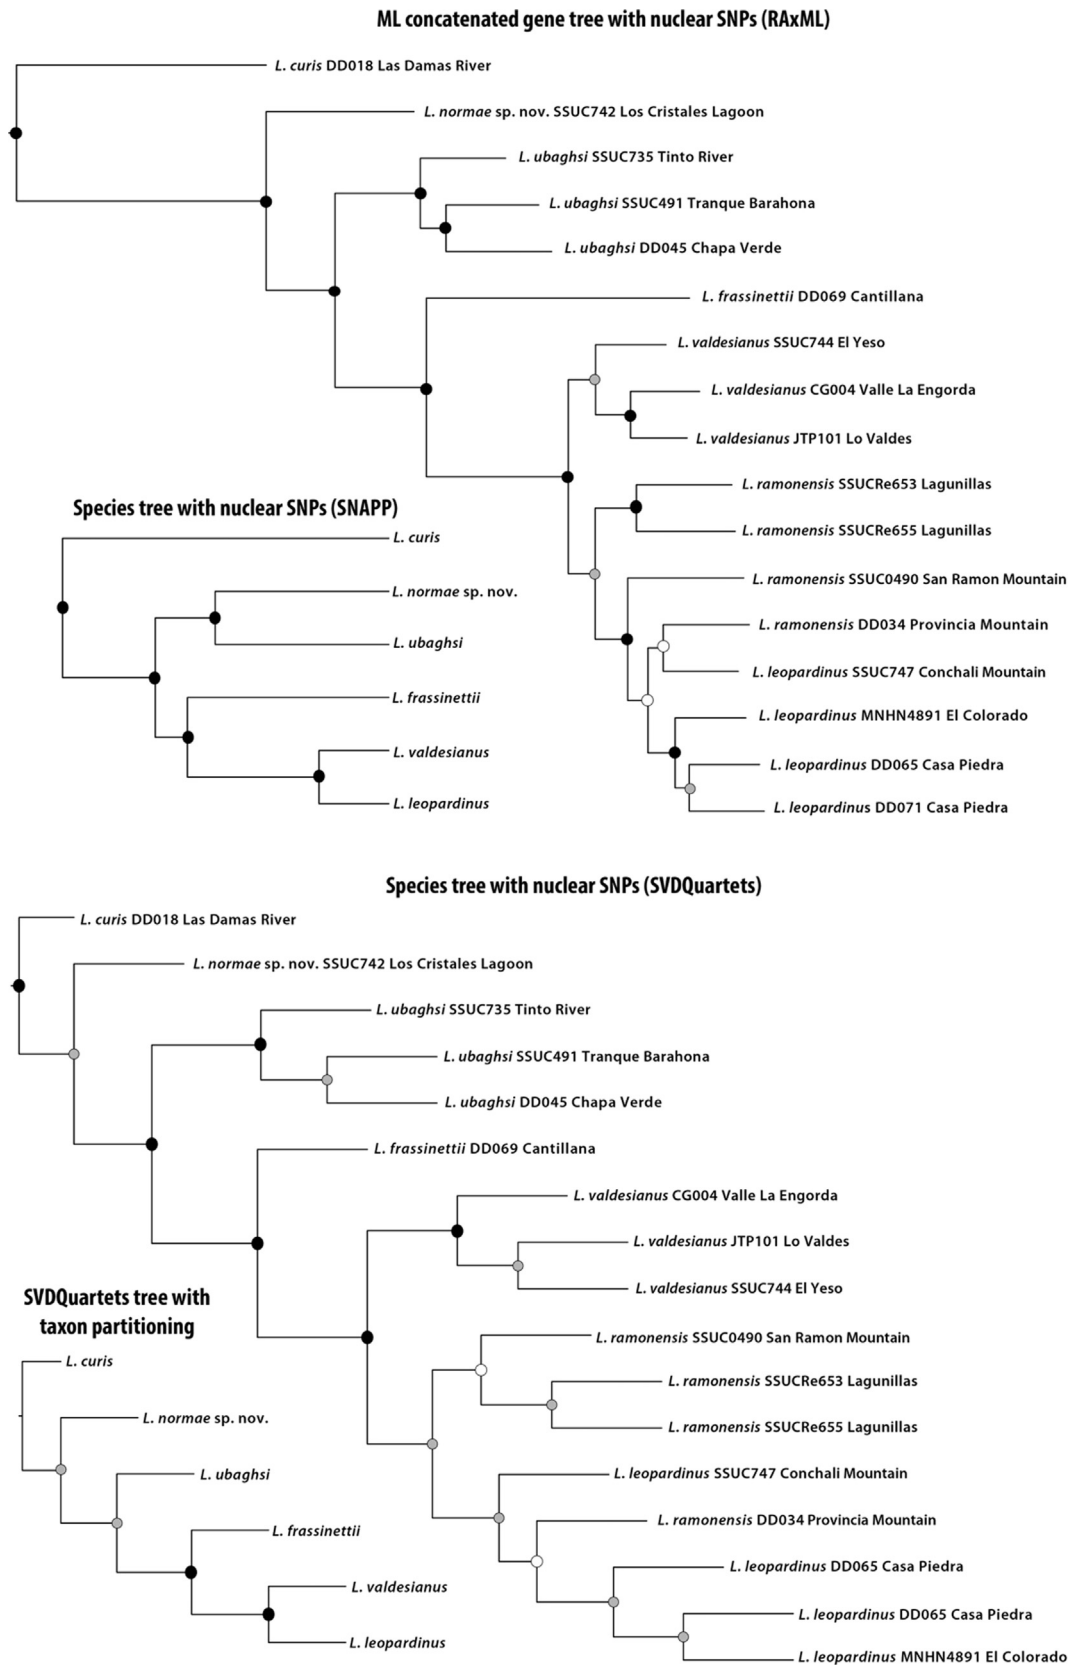 ML concatenated gene tree with nuclear SNPs (RAxML)
L. curis DD018 Las Damas River
L. normae sp. nov. SSUC742 Los Cristales Lagoon
L. ubaghsi SSUC735 Tinto River
L. ubaghsi SSUC491 Tranque Barahona
L. ubaghsi DD045 Chapa Verde
L. frassinettii DD069 Cantillana
L. valdesianus SSUC744 El Yeso
L. valdesianus CG004 Valle La Engorda
L. valdesianus JTP101 Lo Valdes
L. ramonensis SSUCRe653 Lagunillas
L. ramonensis SSUCRe655 Lagunillas
L. ramonensis SSUC0490 San Ramon Mountain
L. ramonensis DD034 Provincia Mountain
L. leopardinus SSUC747 Conchali Mountain
L. leopardinus MNHN4891 El Colorado
L. leopardinus DD065 Casa Piedra
L. leopardinus DD071 Casa Piedra
Species tree with nuclear SNPs (SNAPP)
L. curis
L. normae sp. nov.
L. ubaghsi
L. frassinettii
L. valdesianus
L. leopardinus
Species tree with nuclear SNPs (SVDQuartets)
L. curis DD018 Las Damas River
L. normae sp. nov. SSUC742 Los Cristales Lagoon
L. ubaghsi SSUC735 Tinto River
L. ubaghsi SSUC491 Tranque Barahona
L. ubaghsi DD045 Chapa Verde
L. frassinettii DD069 Cantillana
L. valdesianus CG004 Valle La Engorda
L. valdesianus JTP101 Lo Valdes
L. valdesianus SSUC744 El Yeso
L. ramonensis SSUC0490 San Ramon Mountain
L. ramonensis SSUCRe653 Lagunillas
L. ramonensis SSUCRe655 Lagunillas
L. leopardinus SSUC747 Conchali Mountain
L. ramonensis DD034 Provincia Mountain
L. leopardinus DD065 Casa Piedra
L. leopardinus DD065 Casa Piedra
L. leopardinus MNHN4891 El Colorado
SVDQuartets tree with
taxon partitioning
L. curis
L. normae sp. nov.
L. ubaghsi
L. frassinettii
L. valdesianus
L. leopardinus